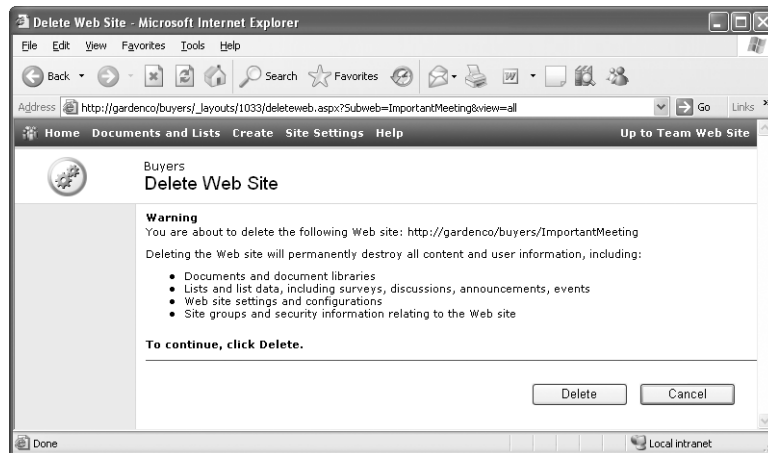 Delete Web Site - Microsoft Internet Explorer
File Edit View Favorites Tools Help
Back Search Favorites
Address http://gardenco/buyers/_layouts/1033/deleteweb.aspx?Subweb=ImportantMeeting&view=all Go Links »
Home Documents and Lists Create Site Settings Help Up to Team Web Site
Buyers
Delete Web Site
Warning
You are about to delete the following Web site: http://gardenco/buyers/ImportantMeeting
Deleting the Web site will permanently destroy all content and user information, including:
• Documents and document libraries
• Lists and list data, including surveys, discussions, announcements, events
• Web site settings and configurations
• Site groups and security information relating to the Web site
To continue, click Delete.
Delete Cancel
Done Local intranet